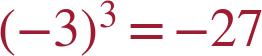 (−3)³ = −27